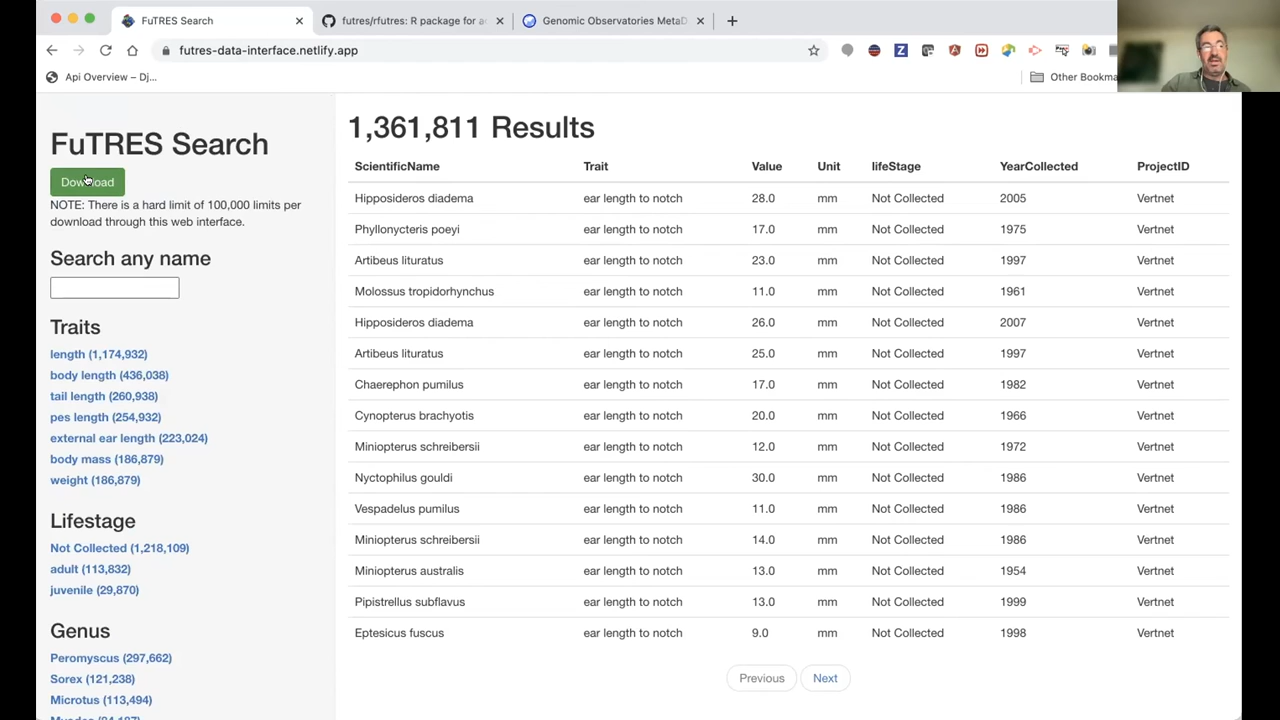 FuTRES Search
futres/rfutres: R package for a
Genomic Observatories MetaD
futres-data-interface.netlify.app
Api Overview – Dj...
Other Bookma
FuTRES Search
Download
NOTE: There is a hard limit of 100,000 limits per
download through this web interface.
Search any name
Traits
length (1,174,932)
body length (436,038)
tail length (260,938)
pes length (254,932)
external ear length (223,024)
body mass (186,879)
weight (186,879)
Lifestage
Not Collected (1,218,109)
adult (113,832)
juvenile (29,870)
Genus
Peromyscus (297,662)
Sorex (121,238)
Microtus (113,494)
1,361,811 Results
ScientificName Trait Value Unit lifeStage YearCollected ProjectID
Hipposideros diadema ear length to notch 28.0 mm Not Collected 2005 Vertnet
Phyllonycteris poeyi ear length to notch 17.0 mm Not Collected 1975 Vertnet
Artibeus lituratus ear length to notch 23.0 mm Not Collected 1997 Vertnet
Molossus tropidorhynchus ear length to notch 11.0 mm Not Collected 1961 Vertnet
Hipposideros diadema ear length to notch 26.0 mm Not Collected 2007 Vertnet
Artibeus lituratus ear length to notch 25.0 mm Not Collected 1997 Vertnet
Chaerephon pumilus ear length to notch 17.0 mm Not Collected 1982 Vertnet
Cynopterus brachyotis ear length to notch 20.0 mm Not Collected 1966 Vertnet
Miniopterus schreibersii ear length to notch 12.0 mm Not Collected 1972 Vertnet
Nyctophilus gouldi ear length to notch 30.0 mm Not Collected 1986 Vertnet
Vespadelus pumilus ear length to notch 11.0 mm Not Collected 1986 Vertnet
Miniopterus schreibersii ear length to notch 14.0 mm Not Collected 1986 Vertnet
Miniopterus australis ear length to notch 13.0 mm Not Collected 1954 Vertnet
Pipistrellus subflavus ear length to notch 13.0 mm Not Collected 1999 Vertnet
Eptesicus fuscus ear length to notch 9.0 mm Not Collected 1998 Vertnet
Previous Next